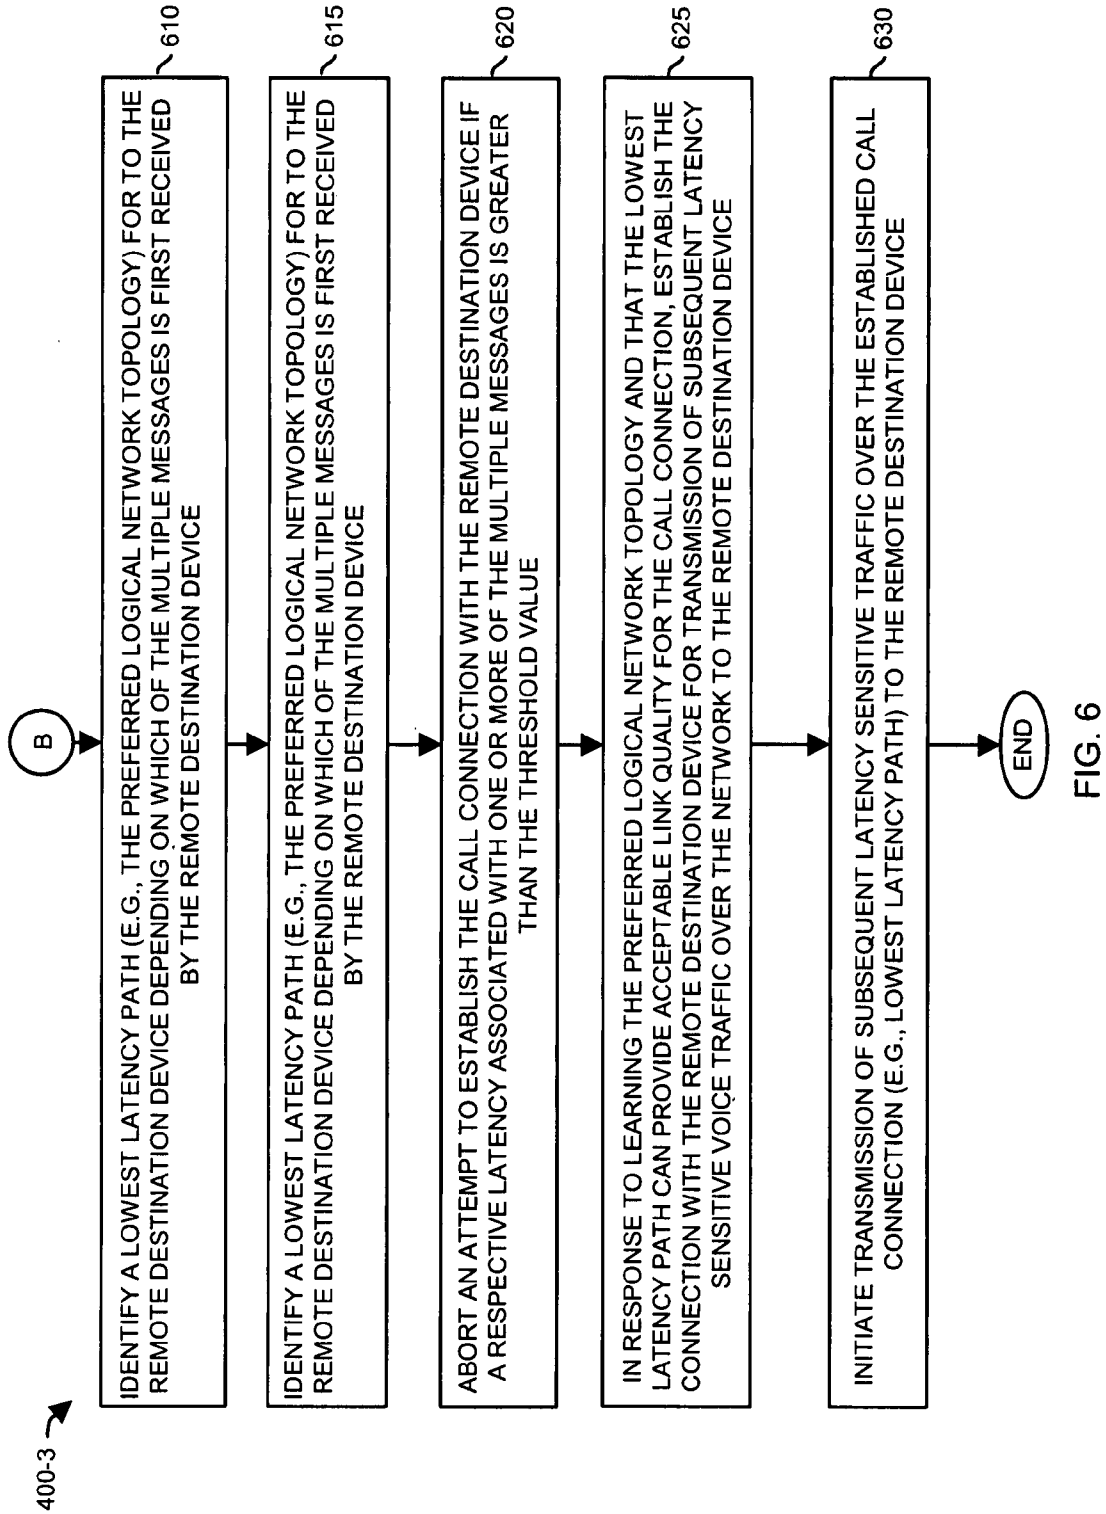 400-3
B
IDENTIFY A LOWEST LATENCY PATH (E.G., THE PREFERRED LOGICAL NETWORK TOPOLOGY) FOR TO THE
REMOTE DESTINATION DEVICE DEPENDING ON WHICH OF THE MULTIPLE MESSAGES IS FIRST RECEIVED
BY THE REMOTE DESTINATION DEVICE
610
IDENTIFY A LOWEST LATENCY PATH (E.G., THE PREFERRED LOGICAL NETWORK TOPOLOGY) FOR TO THE
REMOTE DESTINATION DEVICE DEPENDING ON WHICH OF THE MULTIPLE MESSAGES IS FIRST RECEIVED
BY THE REMOTE DESTINATION DEVICE
615
ABORT AN ATTEMPT TO ESTABLISH THE CALL CONNECTION WITH THE REMOTE DESTINATION DEVICE IF
A RESPECTIVE LATENCY ASSOCIATED WITH ONE OR MORE OF THE MULTIPLE MESSAGES IS GREATER
THAN THE THRESHOLD VALUE
620
IN RESPONSE TO LEARNING THE PREFERRED LOGICAL NETWORK TOPOLOGY AND THAT THE LOWEST
LATENCY PATH CAN PROVIDE ACCEPTABLE LINK QUALITY FOR THE CALL CONNECTION, ESTABLISH THE
CONNECTION WITH THE REMOTE DESTINATION DEVICE FOR TRANSMISSION OF SUBSEQUENT LATENCY
SENSITIVE VOICE TRAFFIC OVER THE NETWORK TO THE REMOTE DESTINATION DEVICE
625
INITIATE TRANSMISSION OF SUBSEQUENT LATENCY SENSITIVE TRAFFIC OVER THE ESTABLISHED CALL
CONNECTION (E.G., LOWEST LATENCY PATH) TO THE REMOTE DESTINATION DEVICE
630
END
FIG. 6